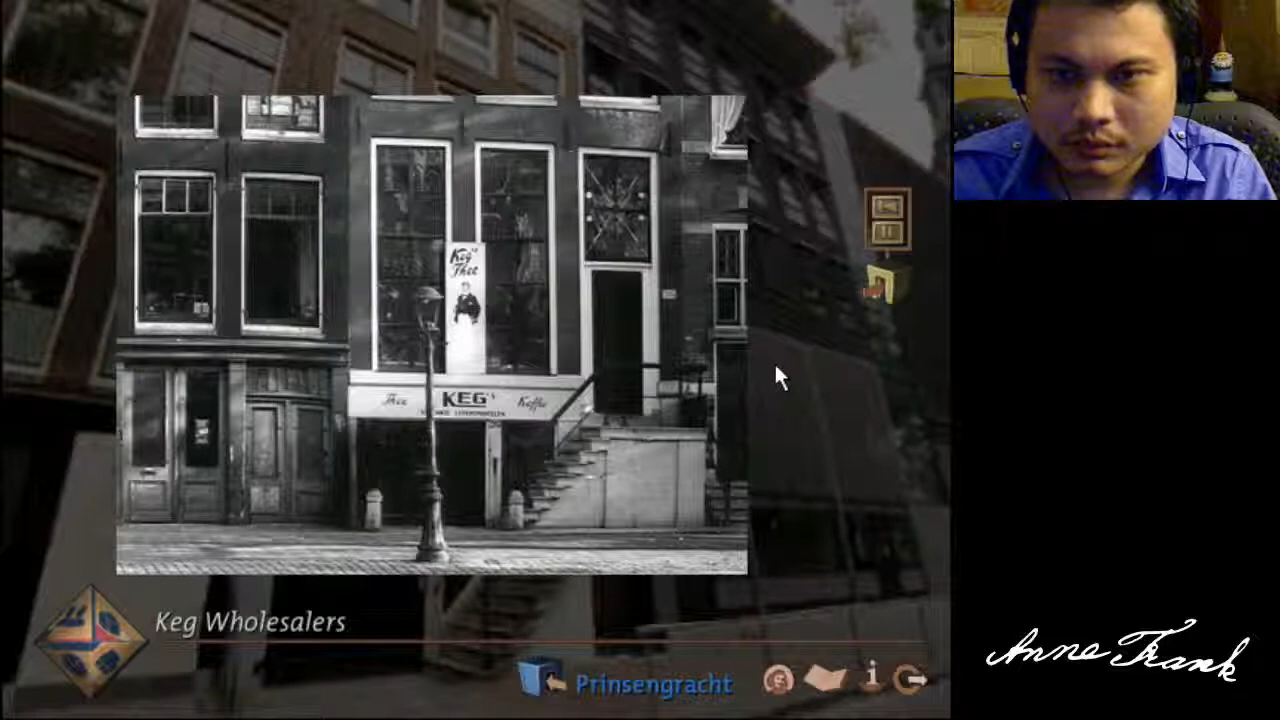 Keg's
Thee
Thee KEG's Koffie
Keg Wholesalers
Prinsengracht
Anne Frank